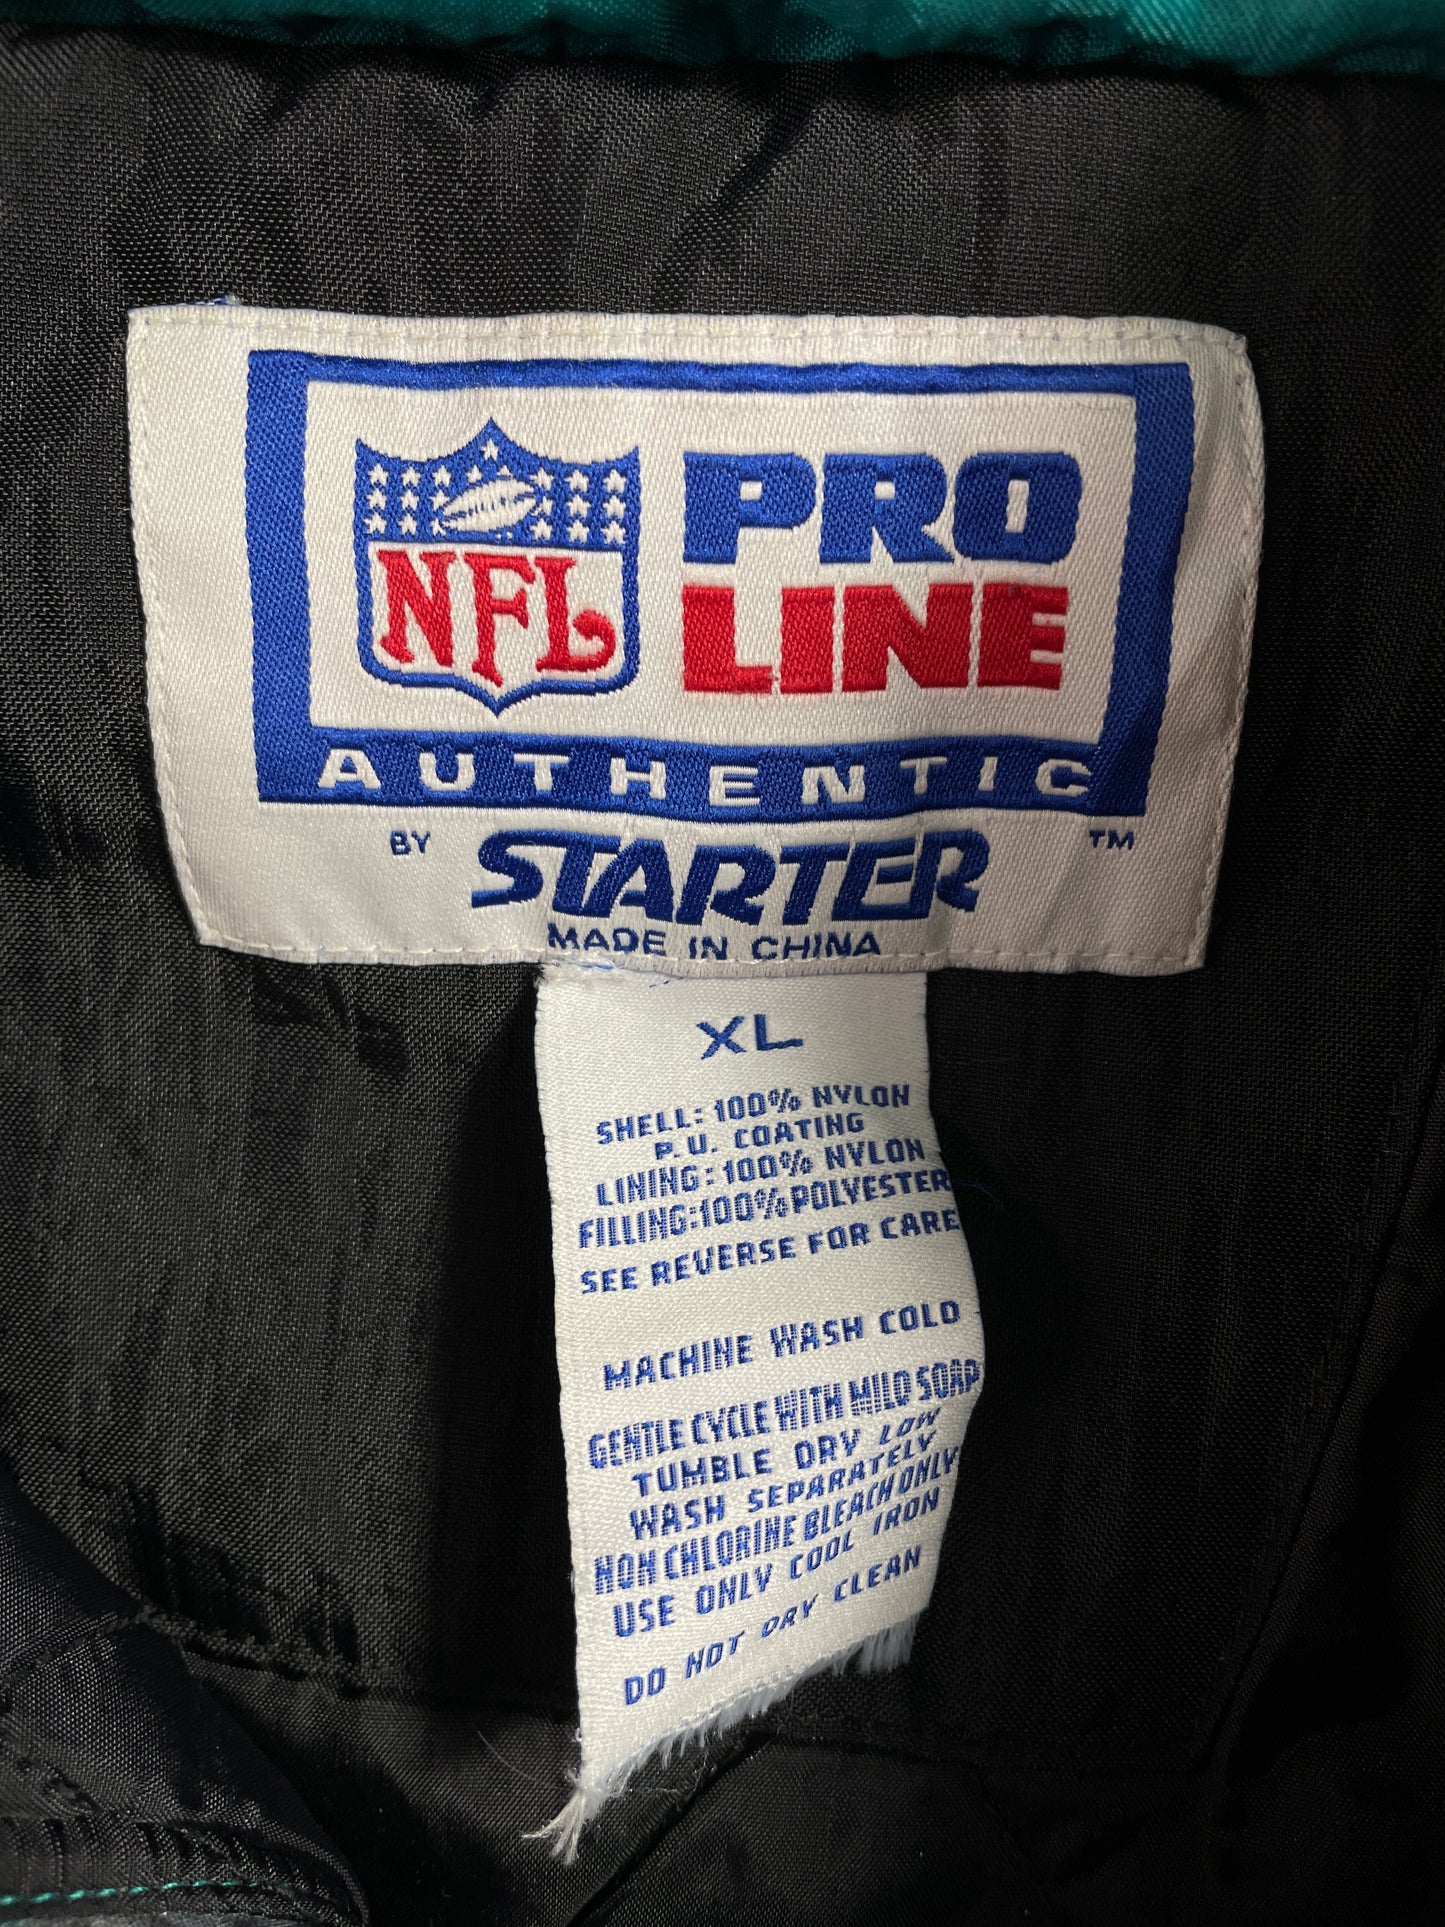 NFL
PRO
LINE
AUTHENTIC
BY STARTER TM
MADE IN CHINA
XL
SHELL: 100% NYLON
P.U. COATING
LINING: 100% NYLON
FILLING:100%POLYESTER
SEE REVERSE FOR CARE
MACHINE WASH COLD
GENTLE CYCLE WITH MILD SOAP
TUMBLE DRY LOW
WASH SEPARATELY
NON CHLORINE BLEACH ONLY
USE ONLY COOL IRON
DO NOT DRY CLEAN